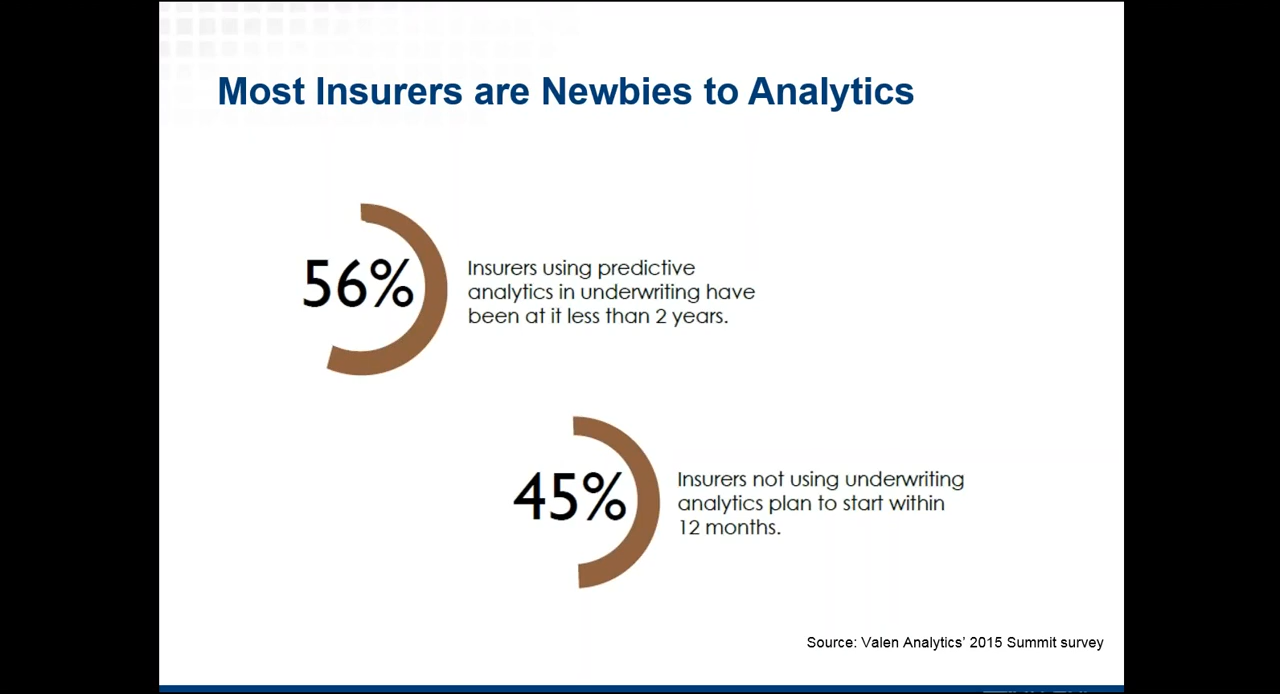 Most Insurers are Newbies to Analytics
56%
Insurers using predictive
analytics in underwriting have
been at it less than 2 years.
45%
Insurers not using underwriting
analytics plan to start within
12 months.
Source: Valen Analytics' 2015 Summit survey